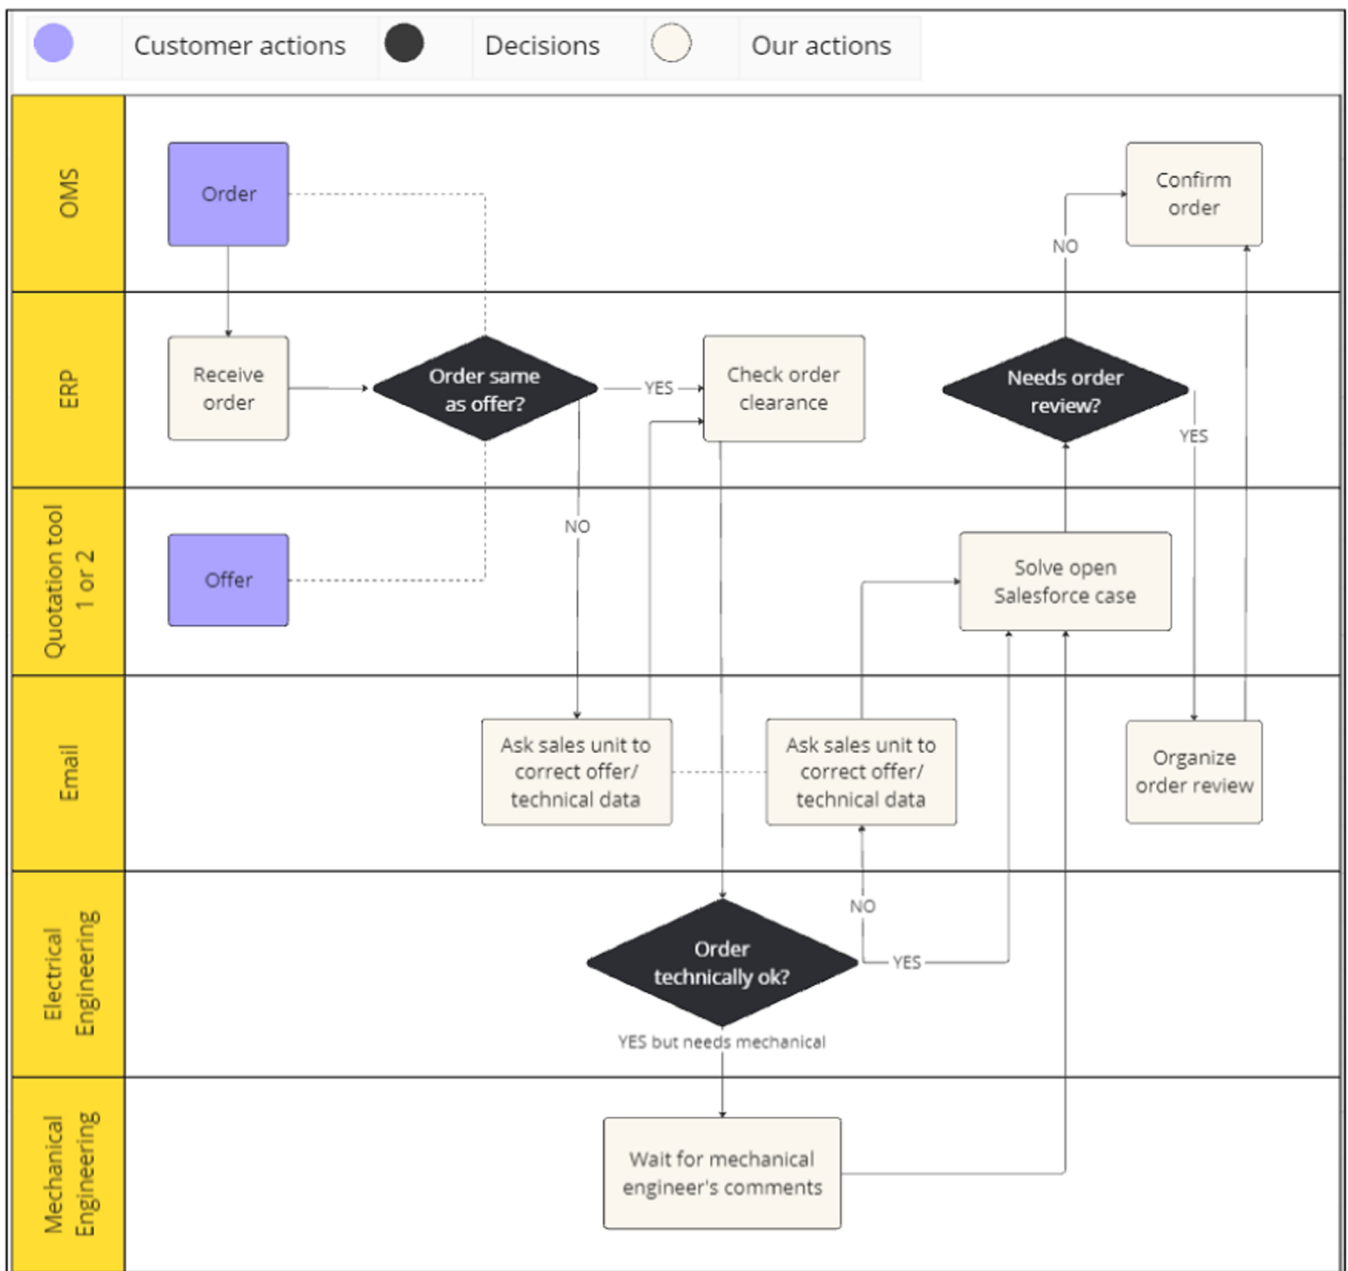 Customer actions
Decisions
Our actions
OMS
Order
Confirm
order
NO
ERP
Receive
order
Order same
as offer?
YES
Check order
clearance
Needs order
review?
YES
Quotation tool
1 or 2
NO
Offer
Solve open
Salesforce case
Email
Ask sales unit to
correct offer/
technical data
Ask sales unit to
correct offer/
technical data
Organize
order review
Electrical
Engineering
NO
Order
technically ok?
YES
YES but needs mechanical
Mechanical
Engineering
Wait for mechanical
engineer's comments